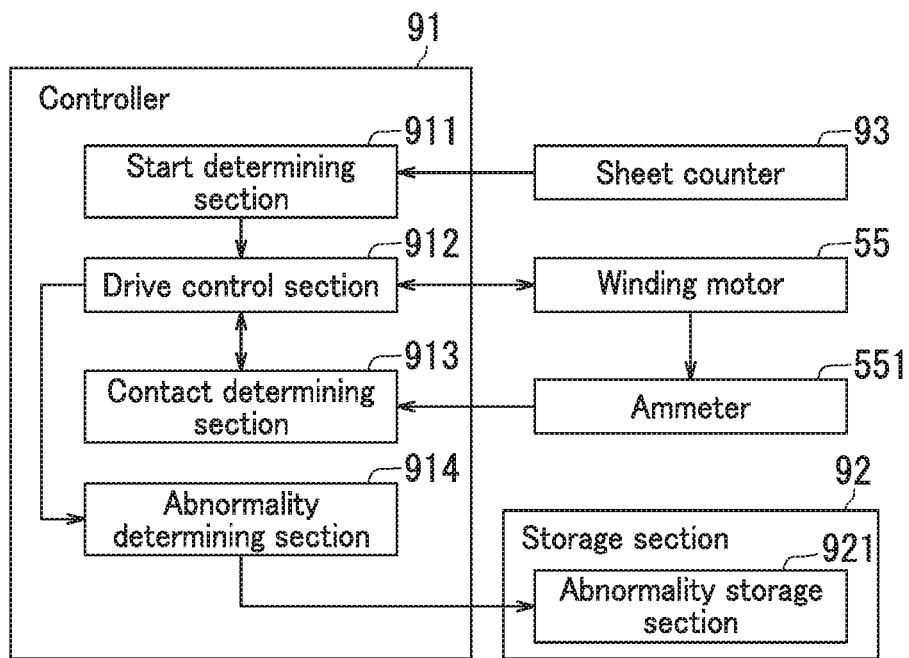 91
Controller
911
Start determining
section
93
Sheet counter
912
Drive control section
55
Winding motor
913
Contact determining
section
551
Ammeter
914
Abnormality
determining section
92
Storage section
921
Abnormality storage
section